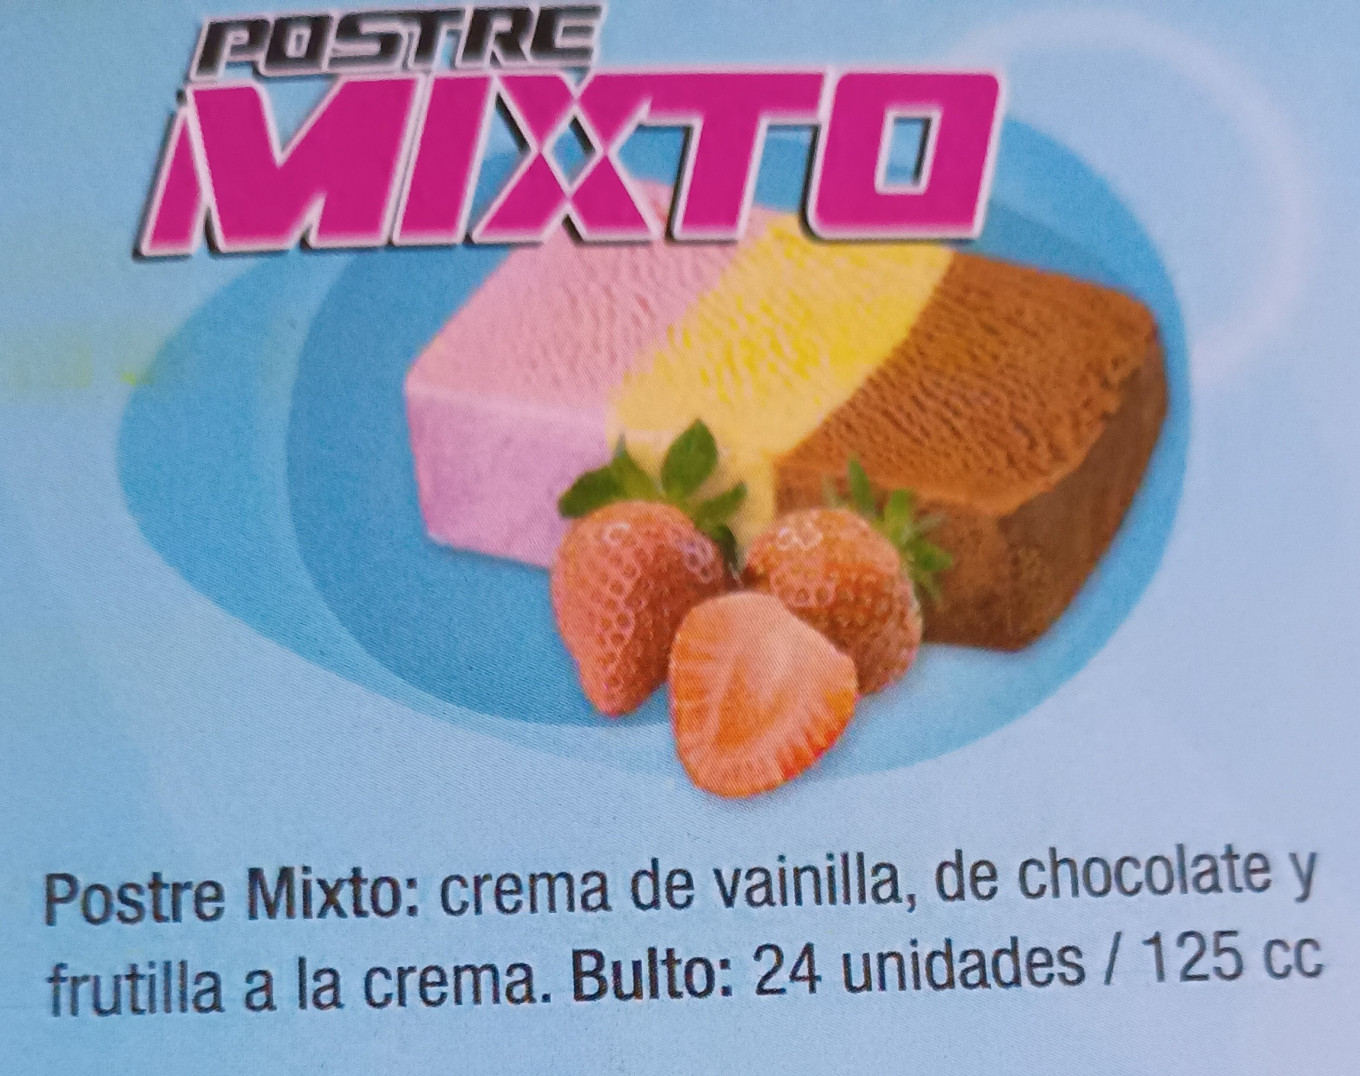 POSTRE
MIXTO
Postre Mixto: crema de vainilla, de chocolate y
frutilla a la crema. Bulto: 24 unidades / 125 cc